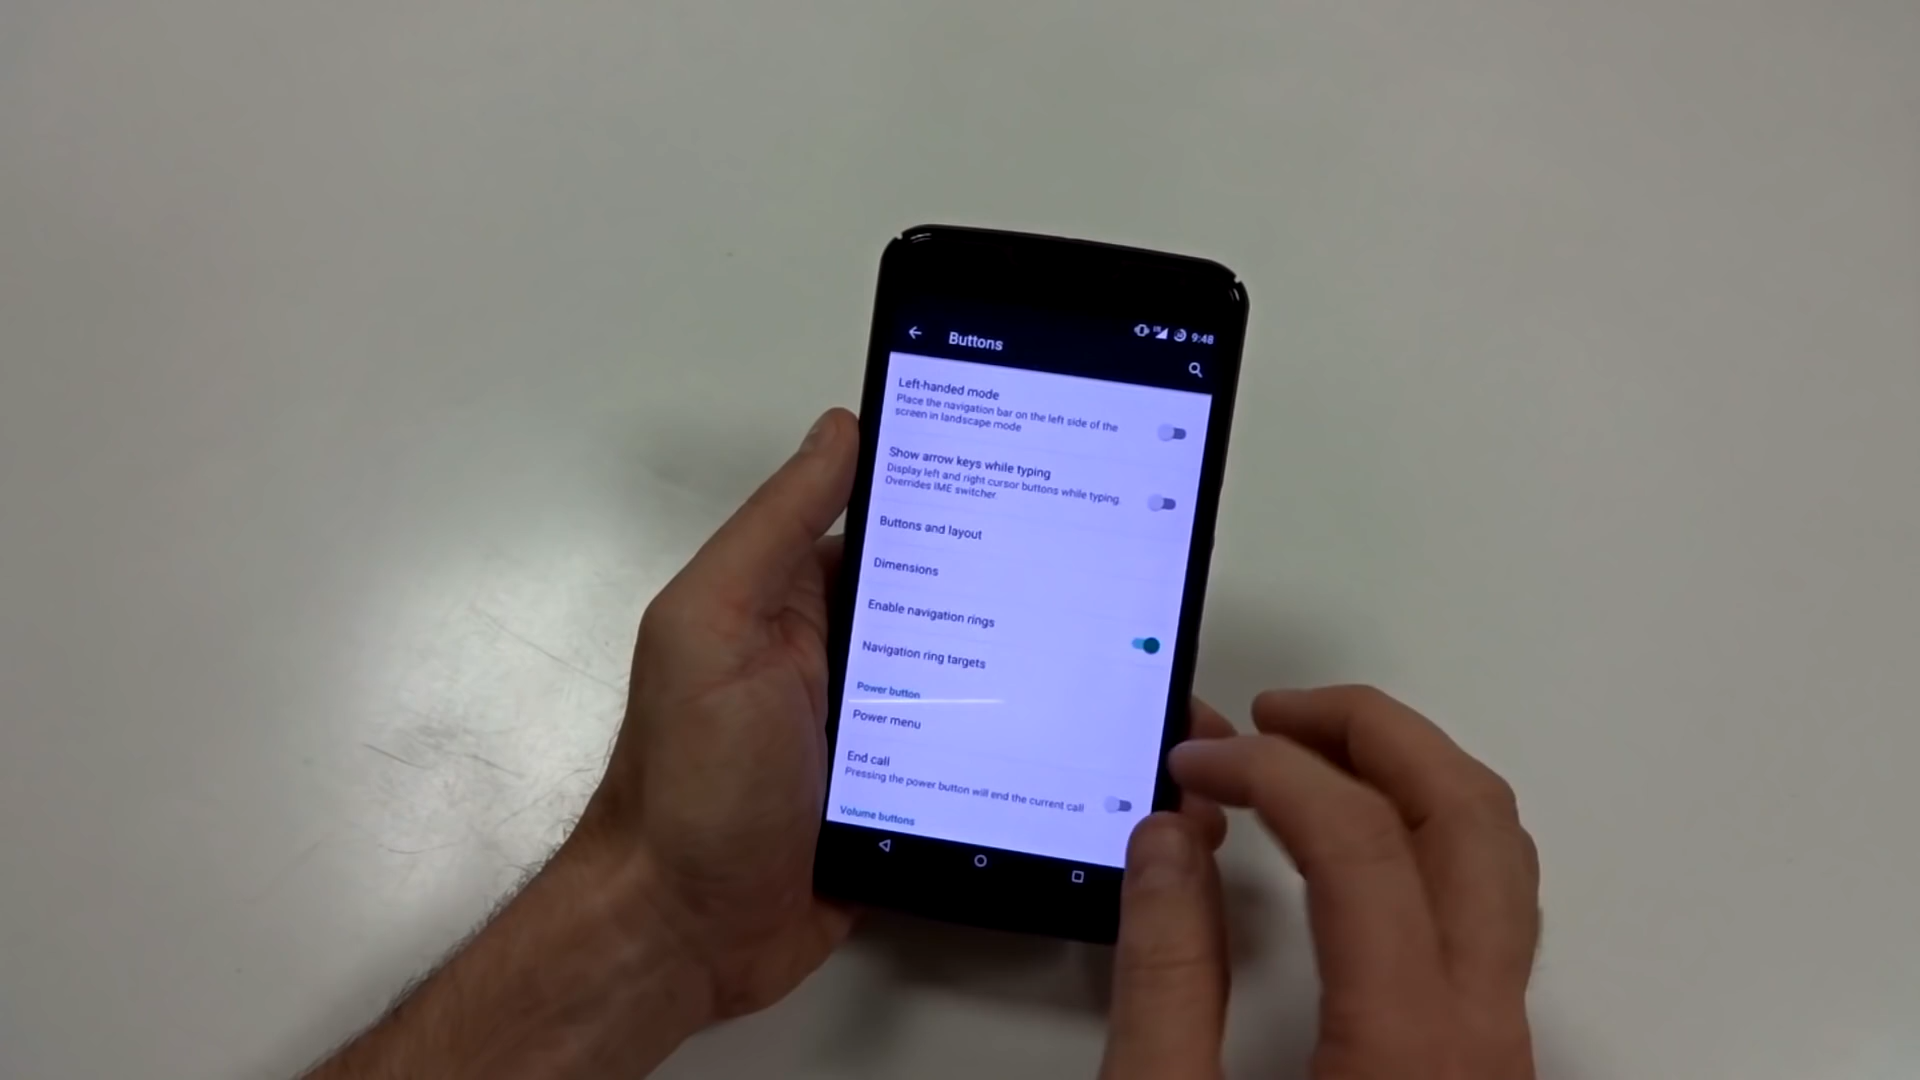 9:48
Buttons
Left-handed mode
Place the navigation bar on the left side of the
screen in landscape mode
Show arrow keys while typing
Display left and right cursor buttons while typing.
Overrides IME switcher.
Buttons and layout
Dimensions
Enable navigation rings
Navigation ring targets
Power button
Power menu
End call
Pressing the power button will end the current call
Volume buttons